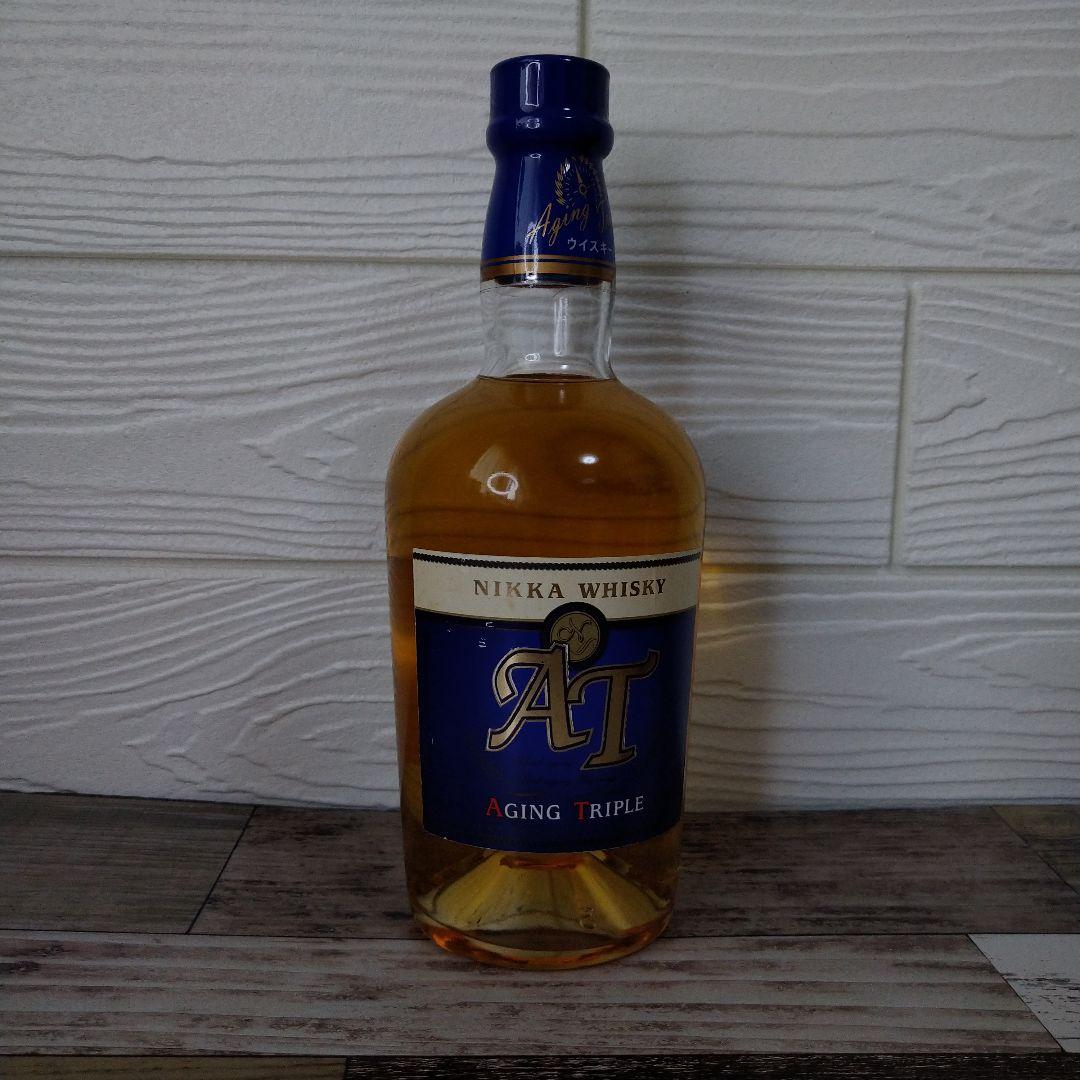 Aging
ウイスキー
NIKKA WHISKY
N
AT
AGING TRIPLE